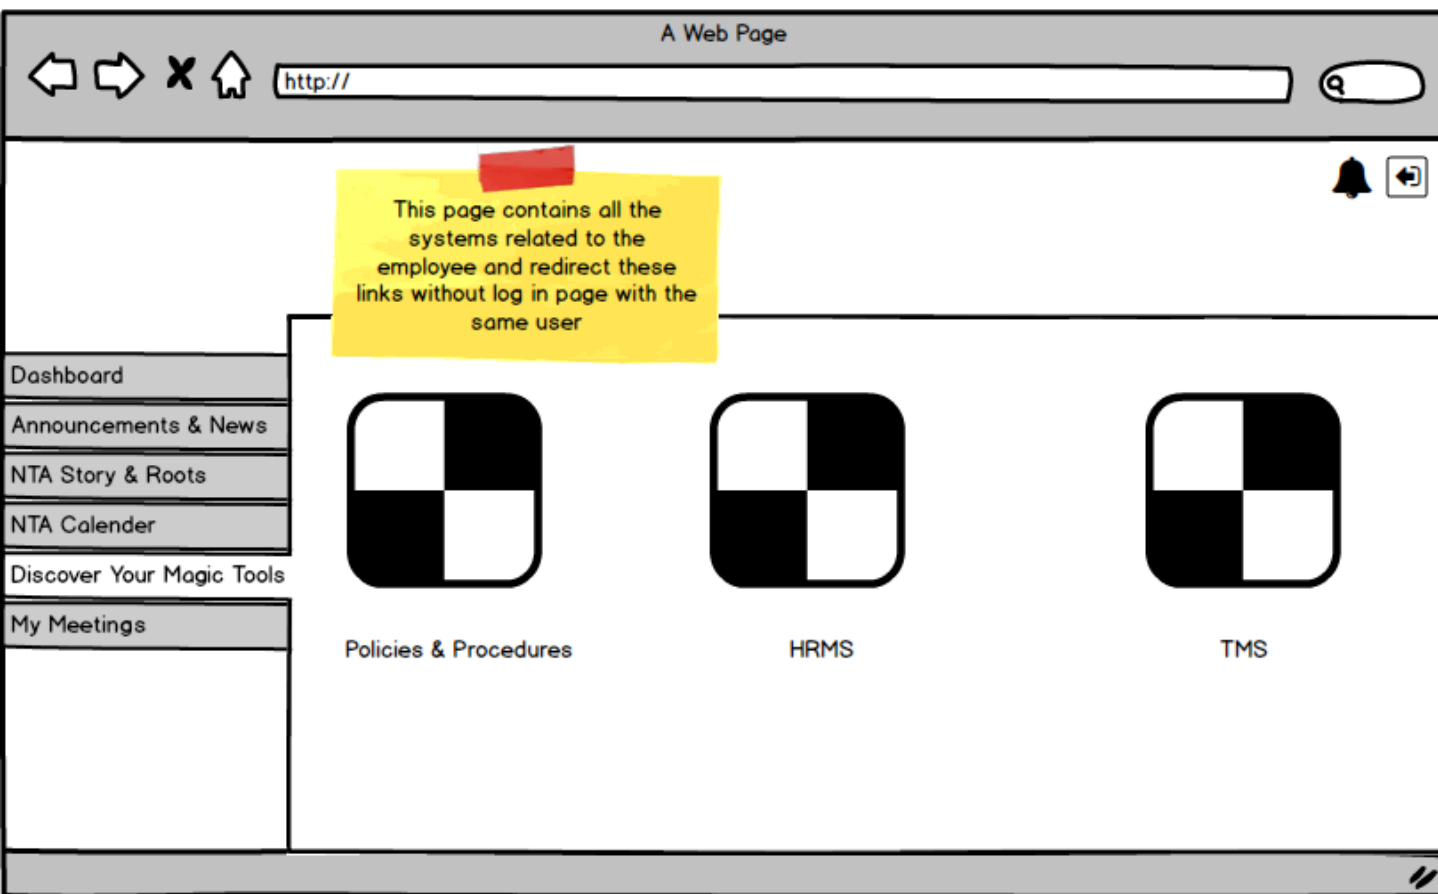 A Web Page
http://
This page contains all the
systems related to the
employee and redirect these
links without log in page with the
same user
Dashboard
Announcements & News
NTA Story & Roots
NTA Calender
Discover Your Magic Tools
My Meetings
Policies & Procedures
HRMS
TMS